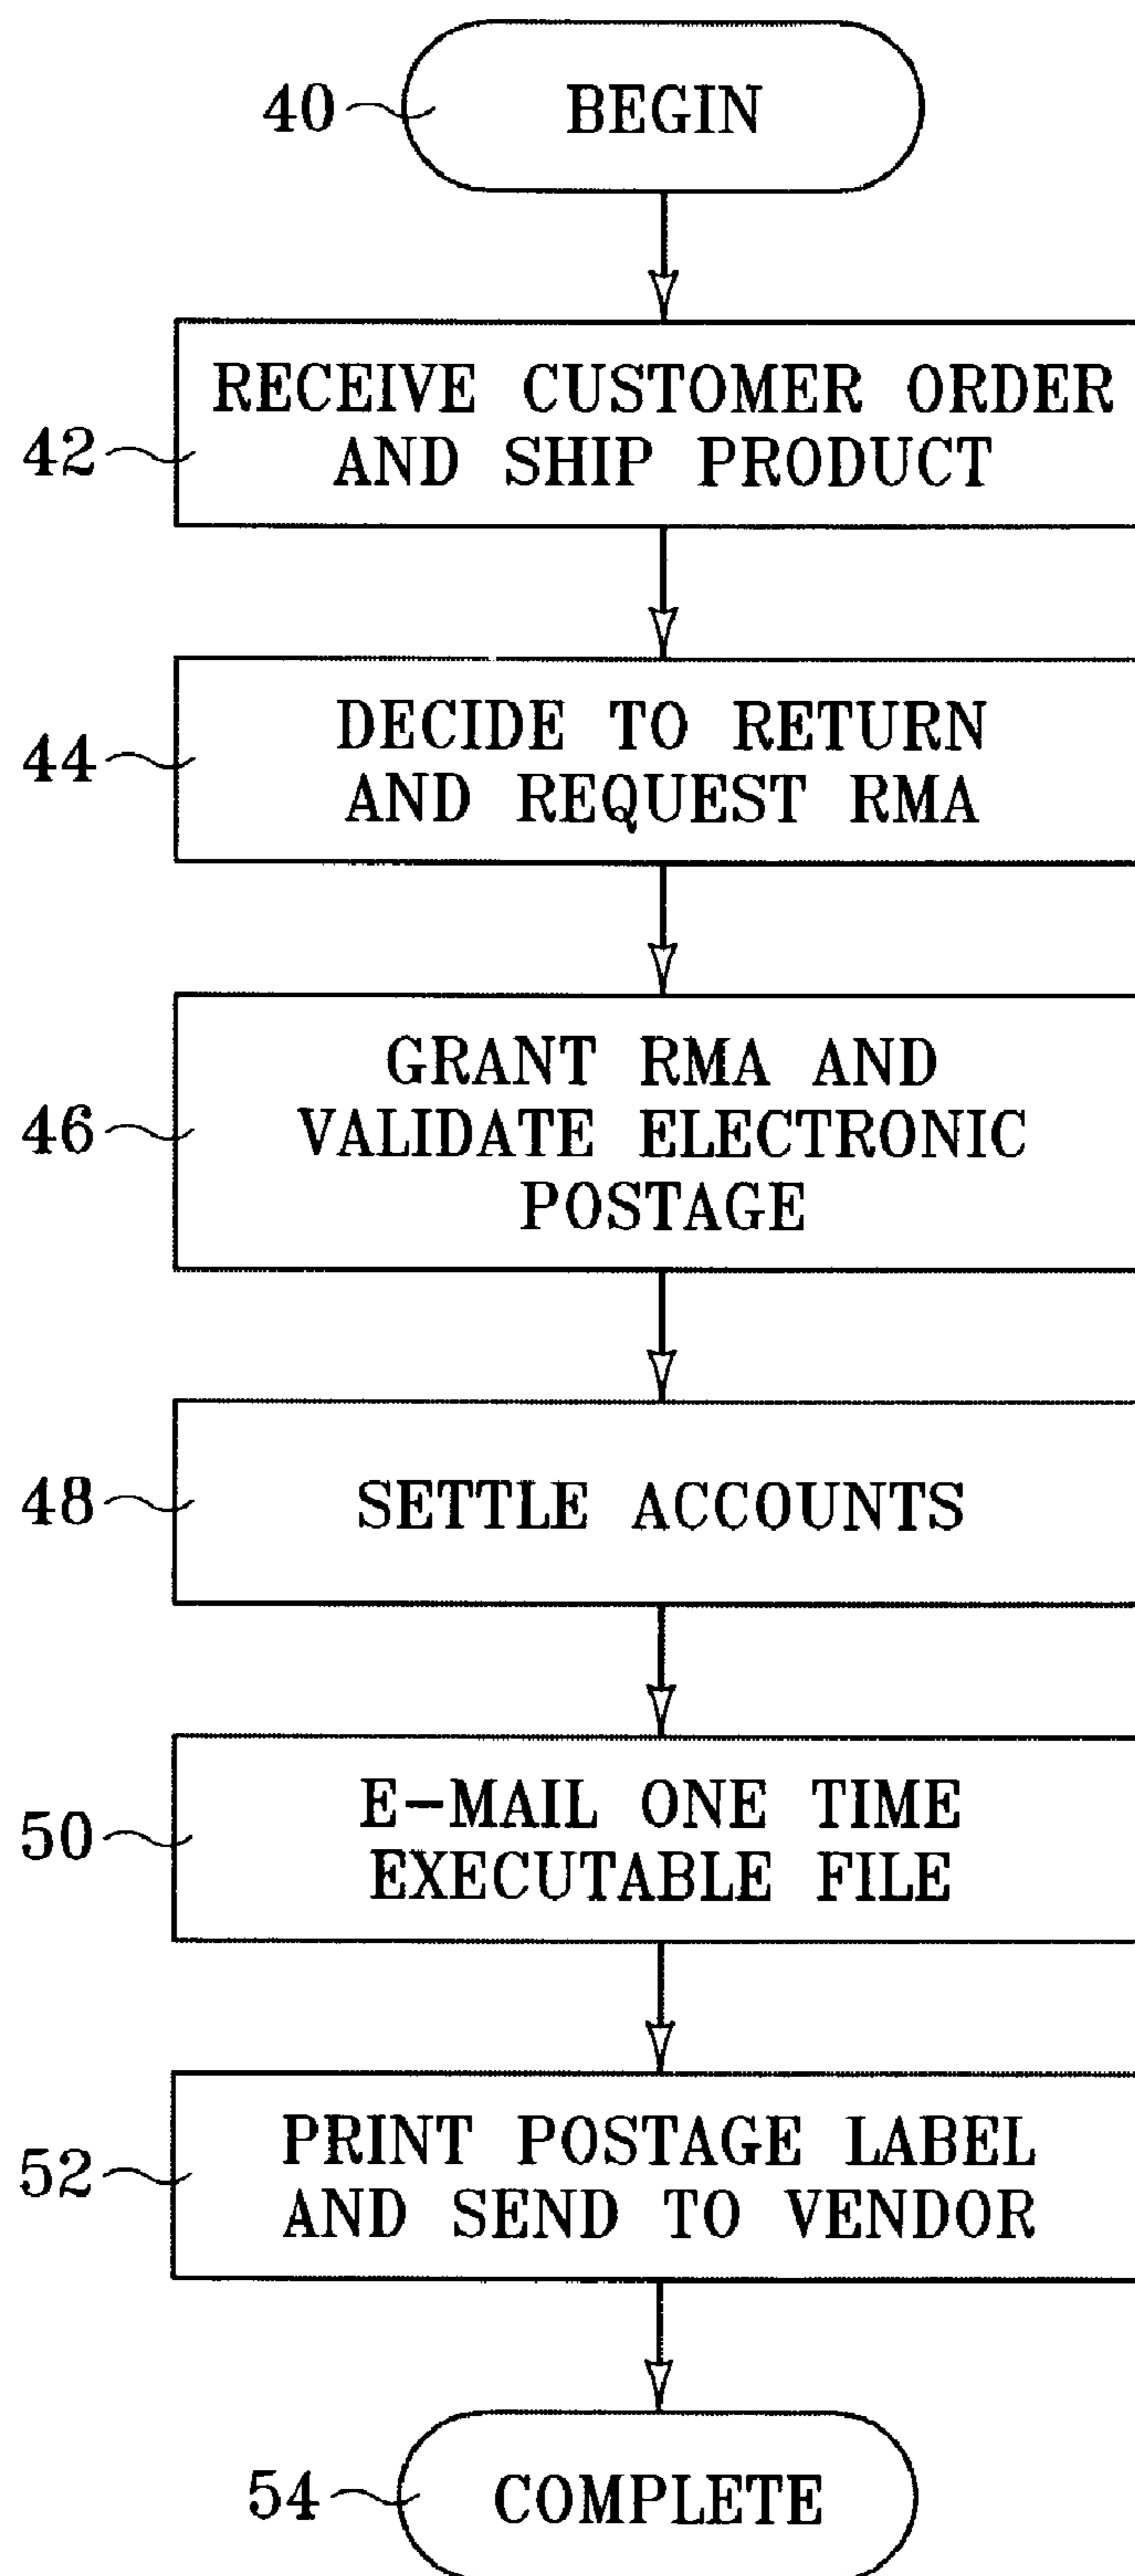 40
BEGIN
RECEIVE CUSTOMER ORDER
42
AND SHIP PRODUCT
DECIDE TO RETURN
44
AND REQUEST RMA
GRANT RMA AND
46
VALIDATE ELECTRONIC
POSTAGE
48
SETTLE ACCOUNTS
E-MAIL ONE TIME
50
EXECUTABLE FILE
PRINT POSTAGE LABEL
52
AND SEND TO VENDOR
54
COMPLETE